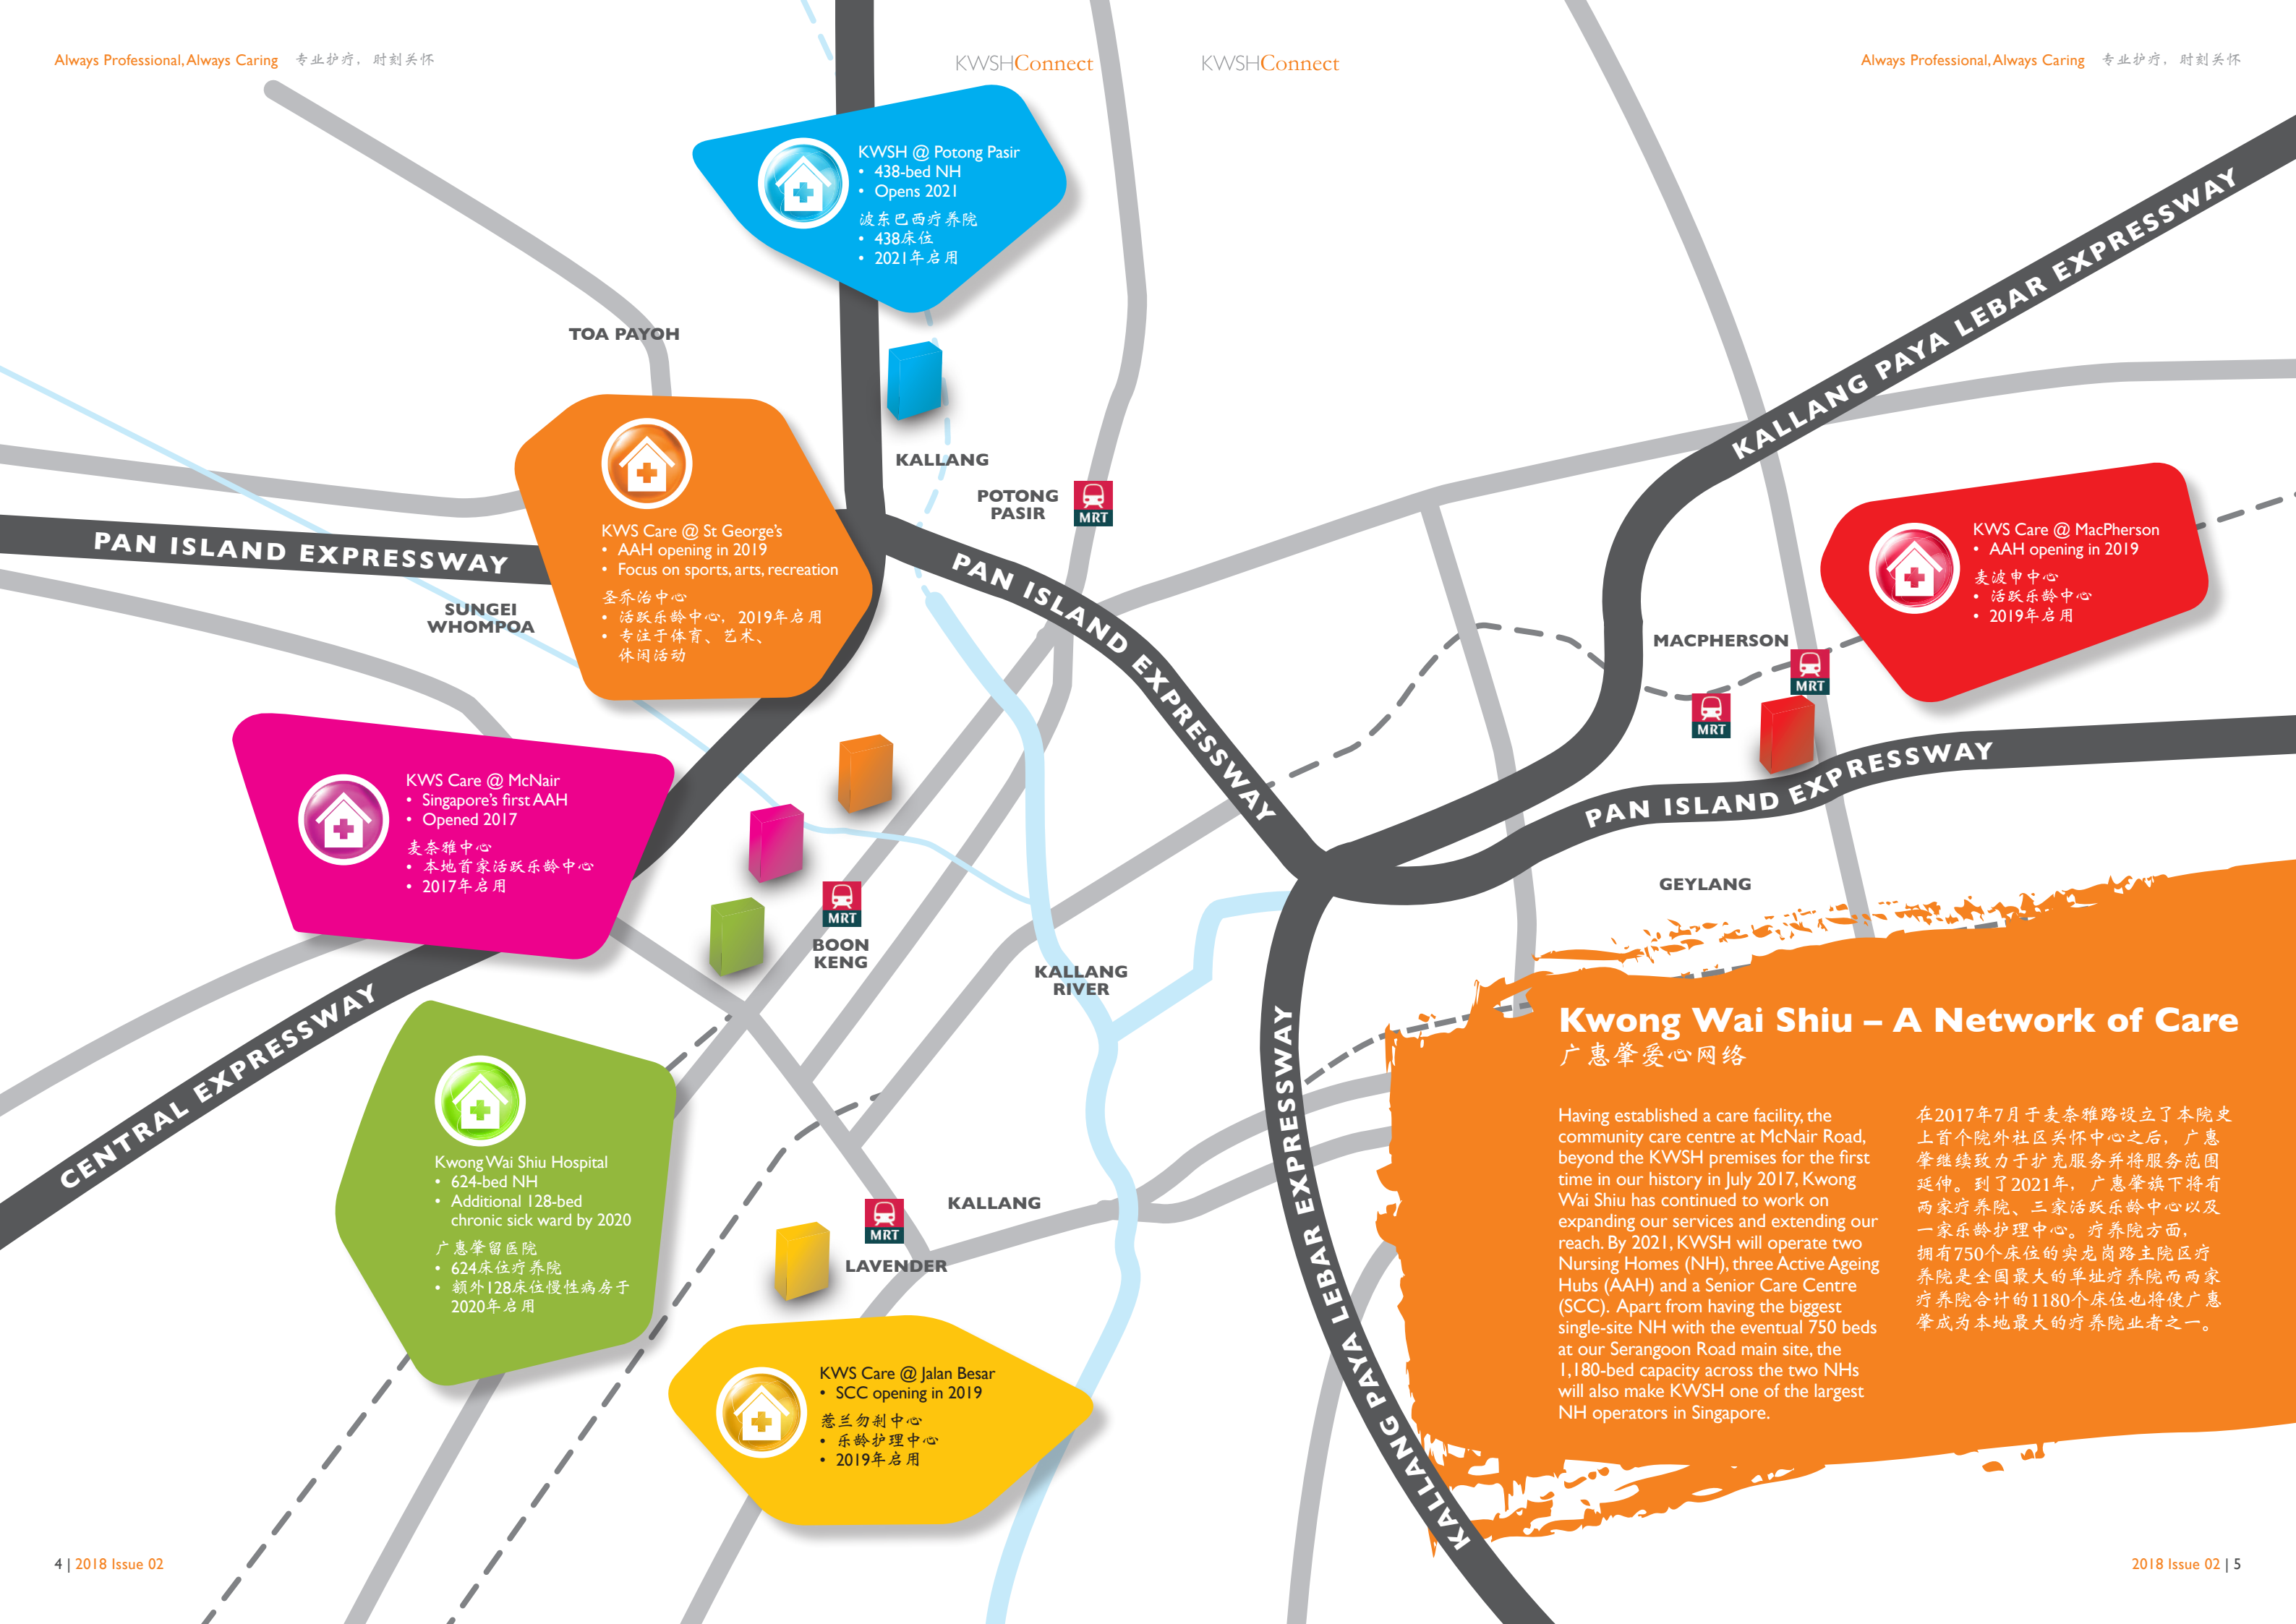 Always Professional, Always Caring 专业护疗，时刻关怀
KWSHConnect
KWSHConnect
Always Professional, Always Caring 专业护疗，时刻关怀
KWSH @ Potong Pasir
• 438-bed NH
• Opens 2021
波东巴西疗养院
• 438床位
• 2021年启用
TOA PAYOH
KALLANG
POTONG
PASIR
MRT
KALLANG PAYA LEBAR EXPRESSWAY
PAN ISLAND EXPRESSWAY
SUNGEI
WHOMPOA
KWS Care @ St George's
• AAH opening in 2019
• Focus on sports, arts, recreation
圣乔治中心
• 活跃乐龄中心，2019年启用
• 专注于体育、艺术、
休闲活动
PAN ISLAND EXPRESSWAY
KWS Care @ MacPherson
• AAH opening in 2019
麦波申中心
• 活跃乐龄中心
• 2019年启用
MACPHERSON
MRT
MRT
PAN ISLAND EXPRESSWAY
GEYLANG
KWS Care @ McNair
• Singapore's first AAH
• Opened 2017
麦奈雅中心
• 本地首家活跃乐龄中心
• 2017年启用
MRT
BOON
KENG
KALLANG
RIVER
CENTRAL EXPRESSWAY
Kwong Wai Shiu Hospital
• 624-bed NH
• Additional 128-bed
chronic sick ward by 2020
广惠肇留医院
• 624床位疗养院
• 额外128床位慢性病房于
2020年启用
KALLANG
MRT
LAVENDER
KWS Care @ Jalan Besar
• SCC opening in 2019
惹兰勿刹中心
• 乐龄护理中心
• 2019年启用
KALLANG PAYA LEBAR EXPRESSWAY
Kwong Wai Shiu – A Network of Care
广惠肇爱心网络
Having established a care facility, the
community care centre at McNair Road,
beyond the KWSH premises for the first
time in our history in July 2017, Kwong
Wai Shiu has continued to work on
expanding our services and extending our
reach. By 2021, KWSH will operate two
Nursing Homes (NH), three Active Ageing
Hubs (AAH) and a Senior Care Centre
(SCC). Apart from having the biggest
single-site NH with the eventual 750 beds
at our Serangoon Road main site, the
1,180-bed capacity across the two NHs
will also make KWSH one of the largest
NH operators in Singapore.
在2017年7月于麦奈雅路设立了本院史
上首个院外社区关怀中心之后，广惠
肇继续致力于扩充服务并将服务范围
延伸。到了2021年，广惠肇旗下将有
两家疗养院、三家活跃乐龄中心以及
一家乐龄护理中心。疗养院方面，
拥有750个床位的实龙岗路主院区疗
养院是全国最大的单址疗养院而两家
疗养院合计的1180个床位也将使广惠
肇成为本地最大的疗养院业者之一。
4 | 2018 Issue 02
2018 Issue 02 | 5